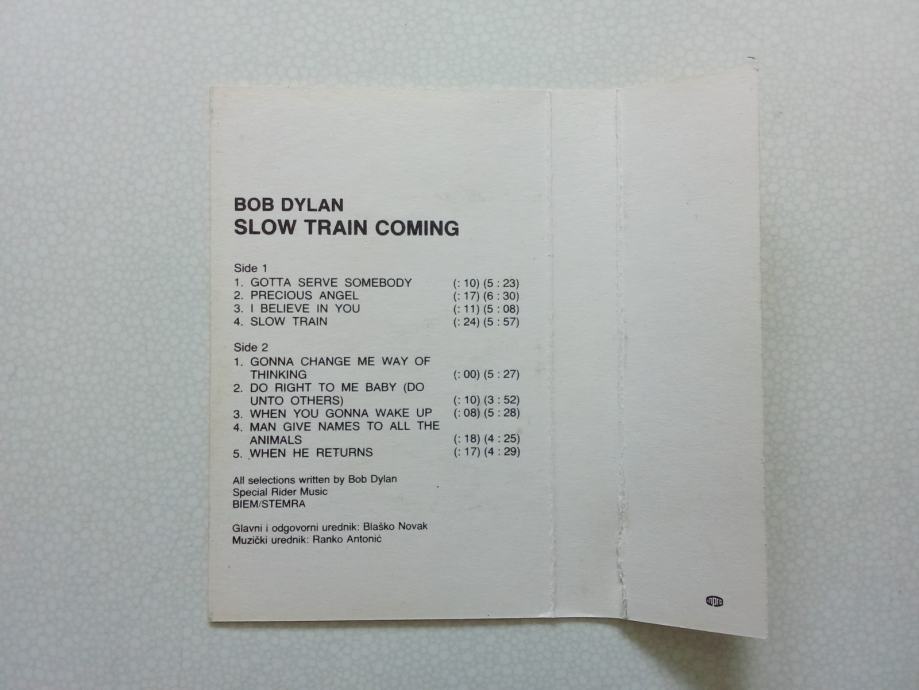 BOB DYLAN
SLOW TRAIN COMING
Side 1
1. GOTTA SERVE SOMEBODY (: 10) (5 : 23)
2. PRECIOUS ANGEL (: 17) (6 : 30)
3. I BELIEVE IN YOU (: 11) (5 : 08)
4. SLOW TRAIN (: 24) (5 : 57)
Side 2
1. GONNA CHANGE ME WAY OF
THINKING (: 00) (5 : 27)
2. DO RIGHT TO ME BABY (DO
UNTO OTHERS) (: 10) (3 : 52)
3. WHEN YOU GONNA WAKE UP (: 08) (5 : 28)
4. MAN GIVE NAMES TO ALL THE
ANIMALS (: 18) (4 : 25)
5. WHEN HE RETURNS (: 17) (4 : 29)
All selections written by Bob Dylan
Special Rider Music
BIEM/STEMRA
Glavni i odgovorni urednik: Blaško Novak
Muzički urednik: Ranko Antonić